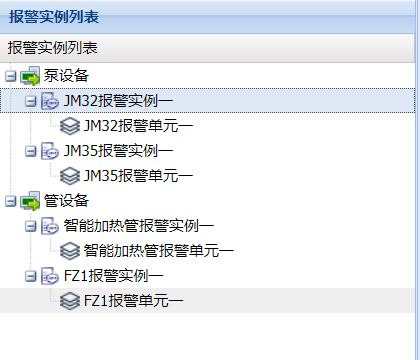 报警实例列表
报警实例列表
泵设备
JM32报警实例一
JM32报警单元一
JM35报警实例一
JM35报警单元一
管设备
智能加热管报警实例一
智能加热管报警单元一
FZ1报警实例一
FZ1报警单元一